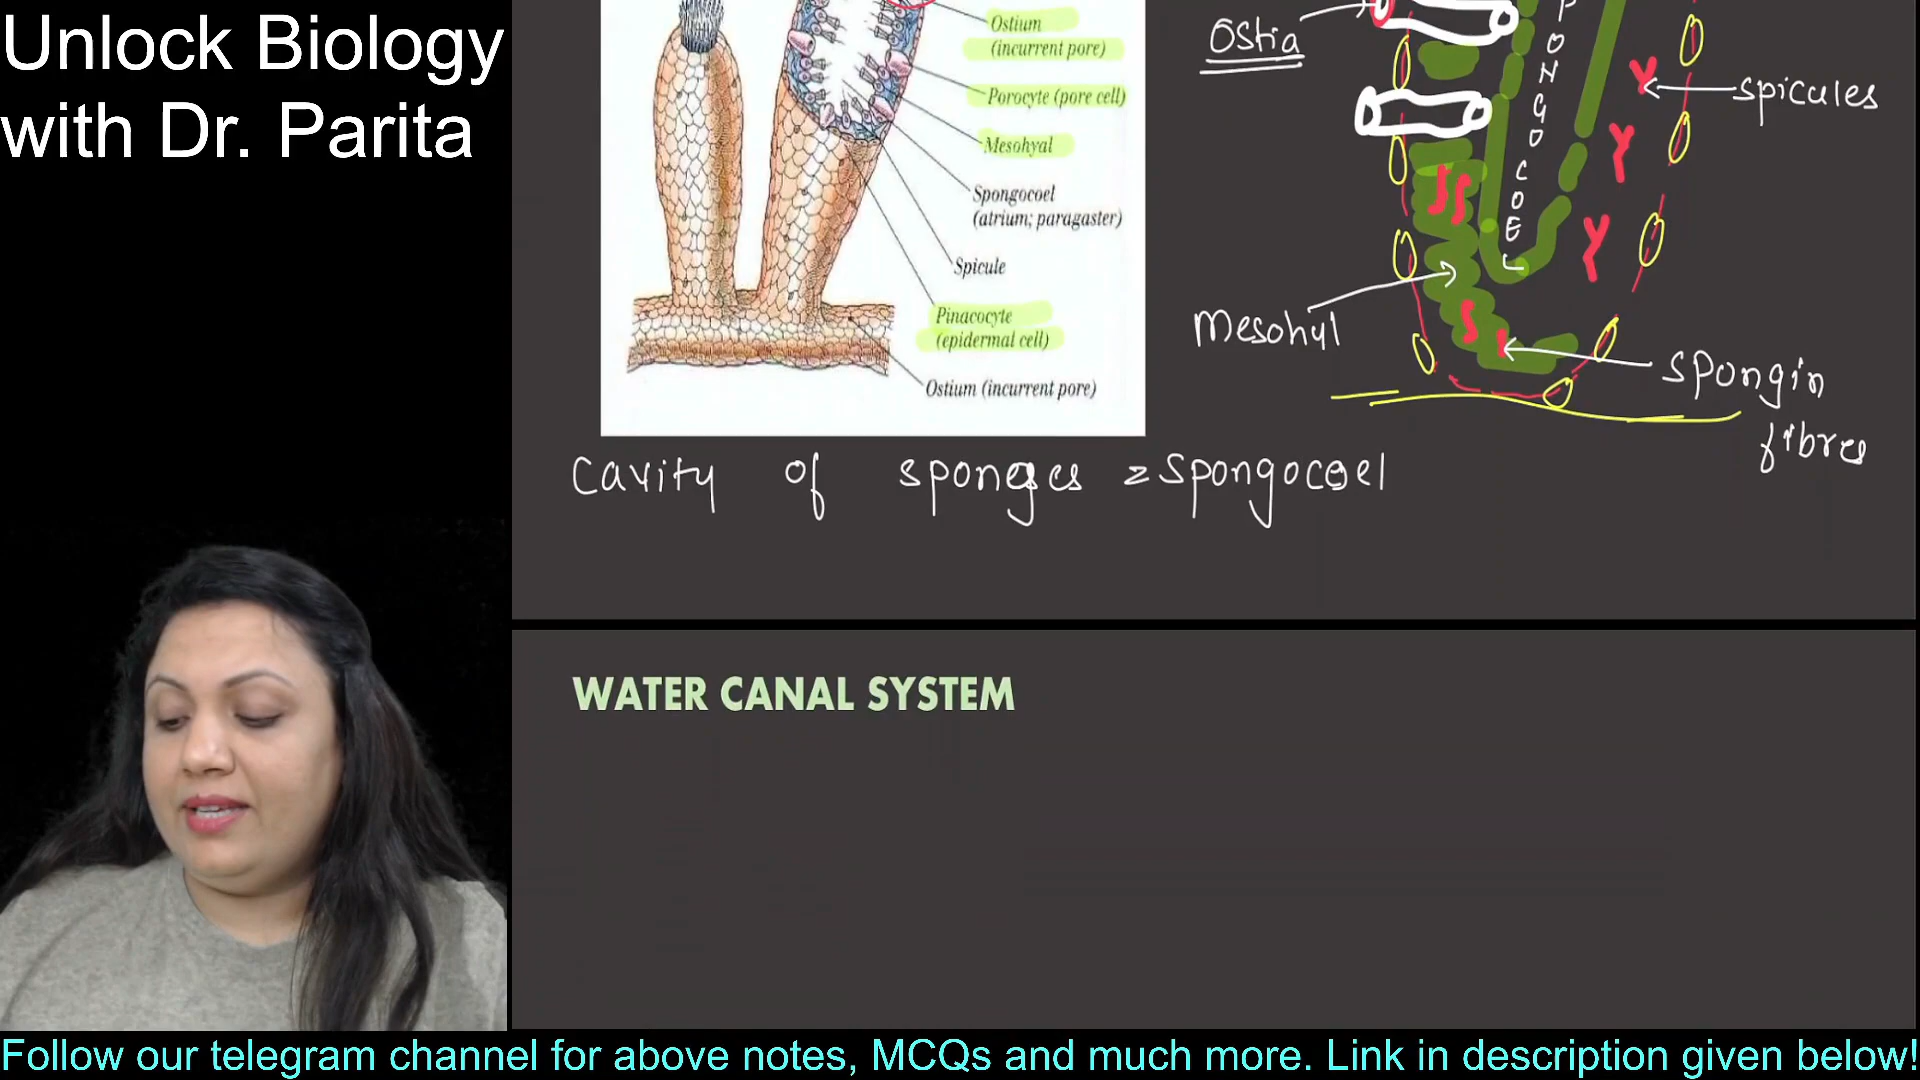 Unlock Biology
with Dr. Parita
Ostium
(incurrent pore)
Porocyte (pore cell)
Mesohyal
Spongocoel
(atrium; paragaster)
Spicule
Pinacocyte
(epidermal cell)
Ostium (incurrent pore)
Ostia
P
O
N
G
O
C
O
E
L
spicules
Mesohyl
spongin
fibres
cavity of sponges = spongocoel
WATER CANAL SYSTEM
Follow our telegram channel for above notes, MCQs and much more. Link in description given below!